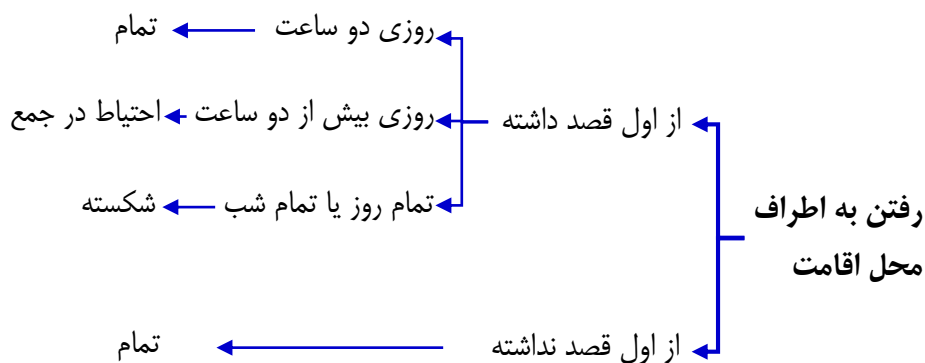 رفتن به اطراف
محل اقامت
از اول قصد داشته
روزی دو ساعت
تمام
روزی بیش از دو ساعت
احتیاط در جمع
تمام روز یا تمام شب
شکسته
از اول قصد نداشته
تمام